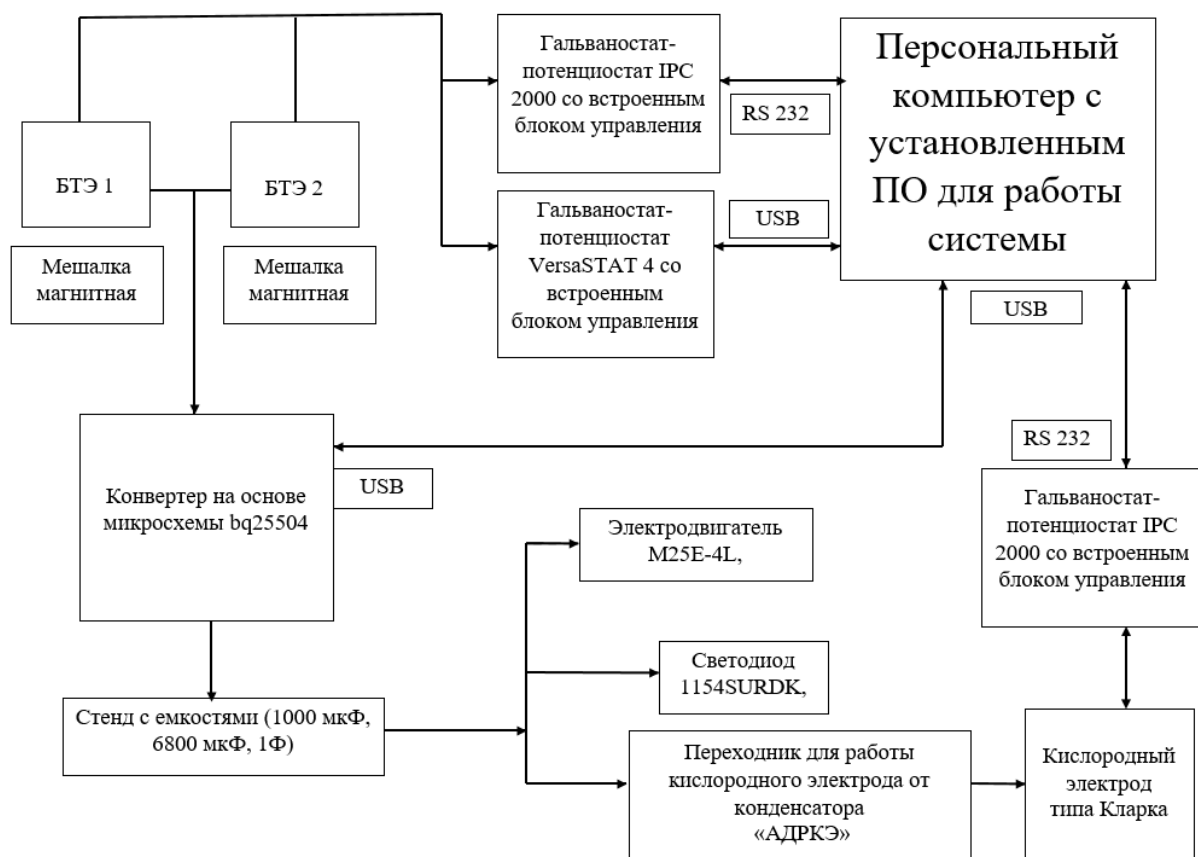 Гальваностат-
потенциостат IPC
2000 со встроенным
блоком управления
RS 232
Персональный
компьютер с
установленным
ПО для работы
системы
БТЭ 1
БТЭ 2
Гальваностат-
потенциостат
VersaSTAT 4 со
встроенным
блоком управления
USB
Мешалка
магнитная
Мешалка
магнитная
USB
Конвертер на основе
микросхемы bq25504
USB
RS 232
Гальваностат-
потенциостат IPC
2000 со встроенным
блоком управления
Электродвигатель
M25E-4L,
Светодиод
1154SURDK,
Стенд с емкостями (1000 мкФ,
6800 мкФ, 1Ф)
Переходник для работы
кислородного электрода от
конденсатора
«АДРКЭ»
Кислородный
электрод
типа Кларка